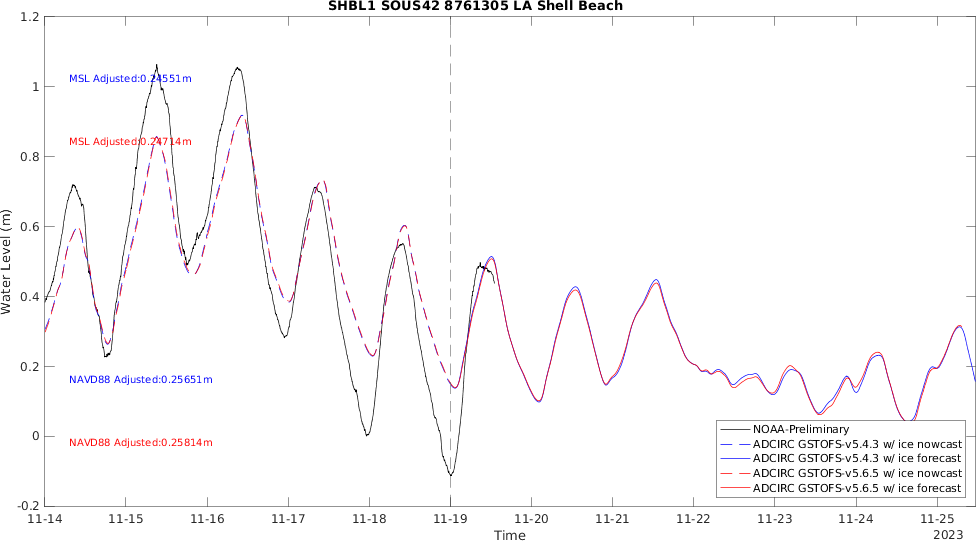 SHBL1 SOUS42 8761305 LA Shell Beach
1.2
1
0.8
0.6
0.4
0.2
0
-0.2
Water Level (m)
MSL Adjusted:0.24551m
MSL Adjusted:0.24714m
NAVD88 Adjusted:0.25651m
NAVD88 Adjusted:0.25814m
NOAA-Preliminary
ADCIRC GSTOFS-v5.4.3 w/ ice nowcast
ADCIRC GSTOFS-v5.4.3 w/ ice forecast
ADCIRC GSTOFS-v5.6.5 w/ ice nowcast
ADCIRC GSTOFS-v5.6.5 w/ ice forecast
11-14 11-15 11-16 11-17 11-18 11-19 11-20 11-21 11-22 11-23 11-24 11-25
Time
2023